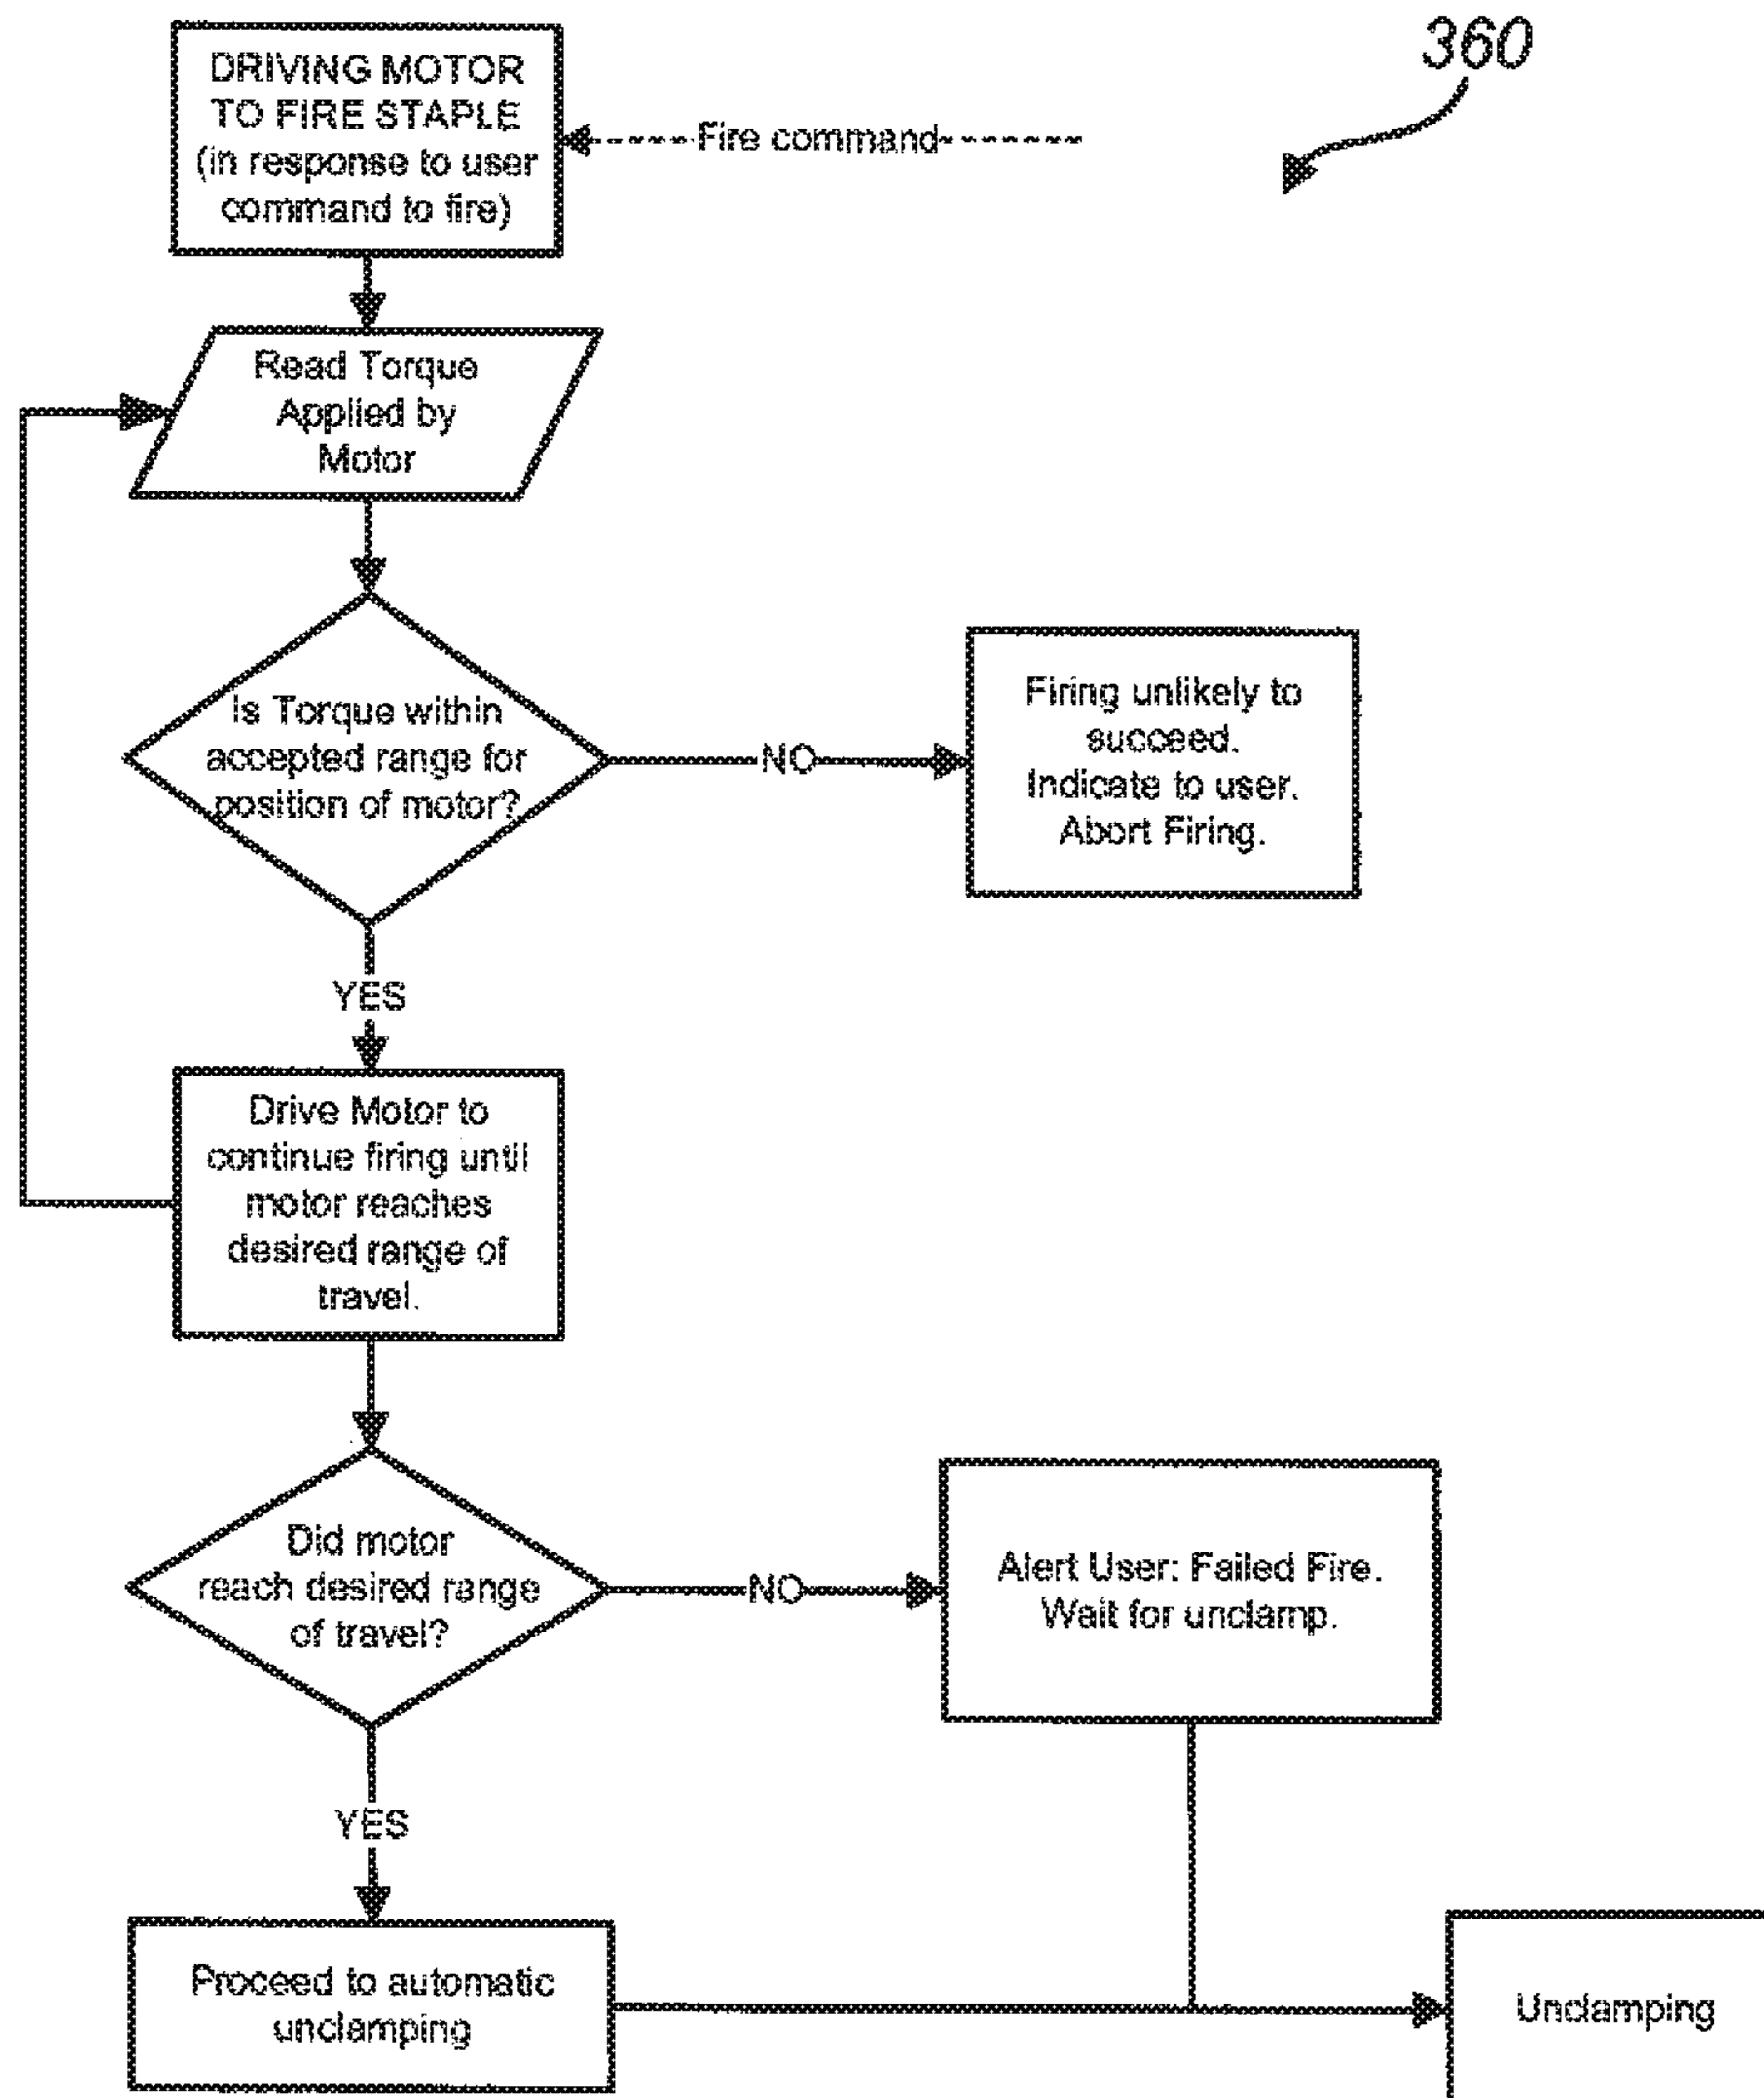 360
DRIVING MOTOR
TO FIRE STAPLE
(in response to user
command to fire)
Fire command
Read Torque
Applied by
Motor
Is Torque within
accepted range for
position of motor?
NO
Firing unlikely to
succeed.
Indicate to user.
Abort Firing.
YES
Drive Motor to
continue firing until
motor reaches
desired range of
travel.
Did motor
reach desired range
of travel?
NO
Alert User: Failed Fire.
Wait for unclamp.
YES
Proceed to automatic
unclamping
Unclamping